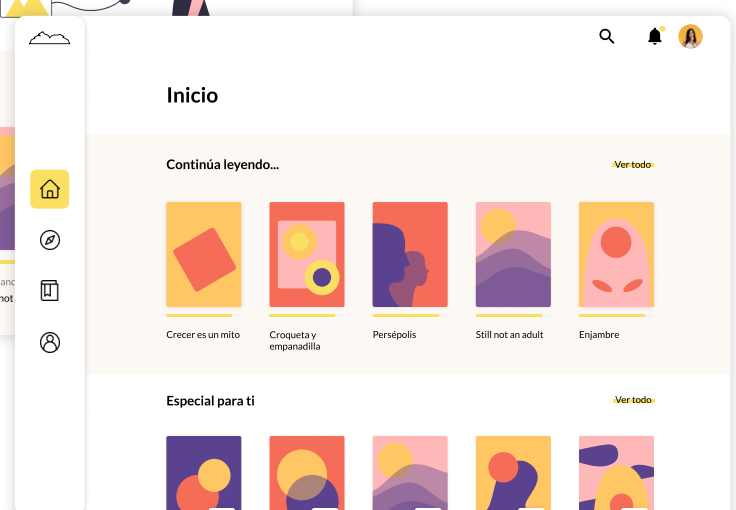 Inicio
Continúa leyendo...
Ver todo
Crecer es un mito
Croqueta y
empanadilla
Persépolis
Still not an adult
Enjambre
Especial para ti
Ver todo
not